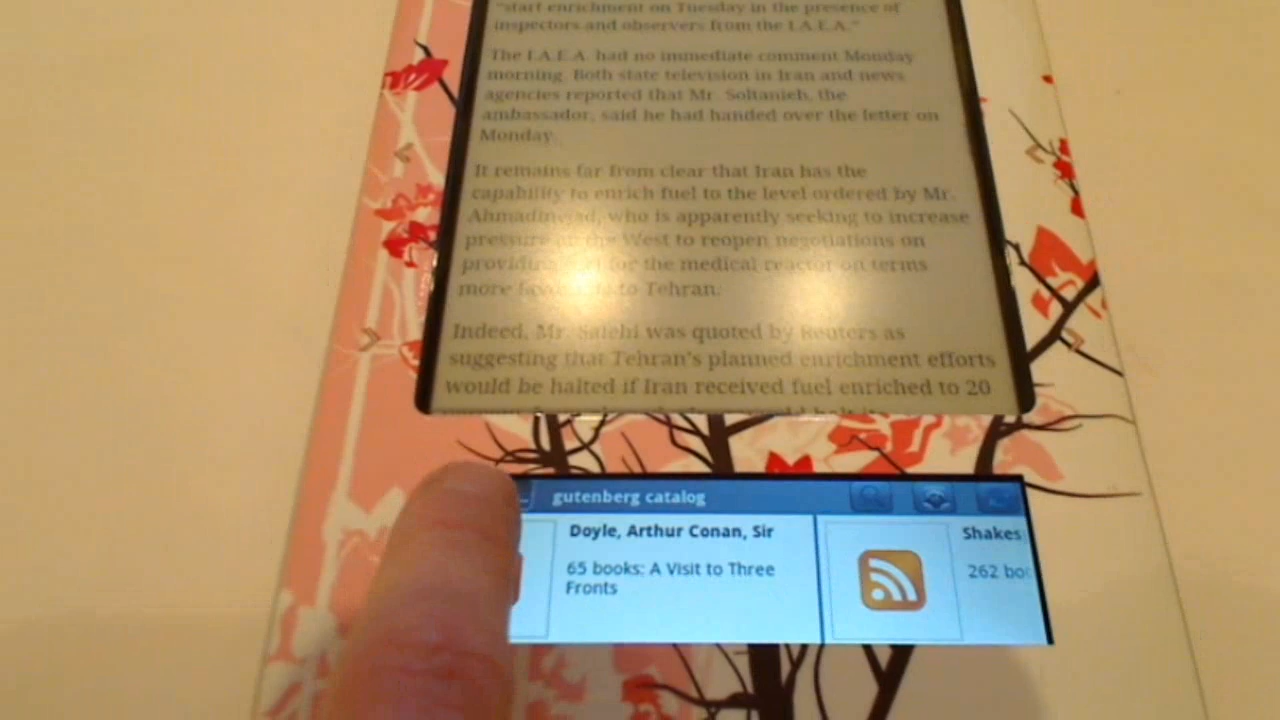 "start enrichment on Tuesday in the presence of
inspectors and observers from the I.A.E.A."
The I.A.E.A. had no immediate comment Monday
morning. Both state television in Iran and news
agencies reported that Mr. Soltanieh, the
ambassador, said he had handed over the letter on
Monday.
It remains far from clear that Iran has the
capability to enrich fuel to the level ordered by Mr.
Ahmadinejad, who is apparently seeking to increase
pressure on the West to reopen negotiations on
providing for the medical reactor on terms
more to Tehran.
Indeed, Mr. Salehi was quoted by Reuters as
suggesting that Tehran's planned enrichment efforts
would be halted if Iran received fuel enriched to 20
gutenberg catalog
Doyle, Arthur Conan, Sir
65 books: A Visit to Three
Fronts
Shakes
262 bo